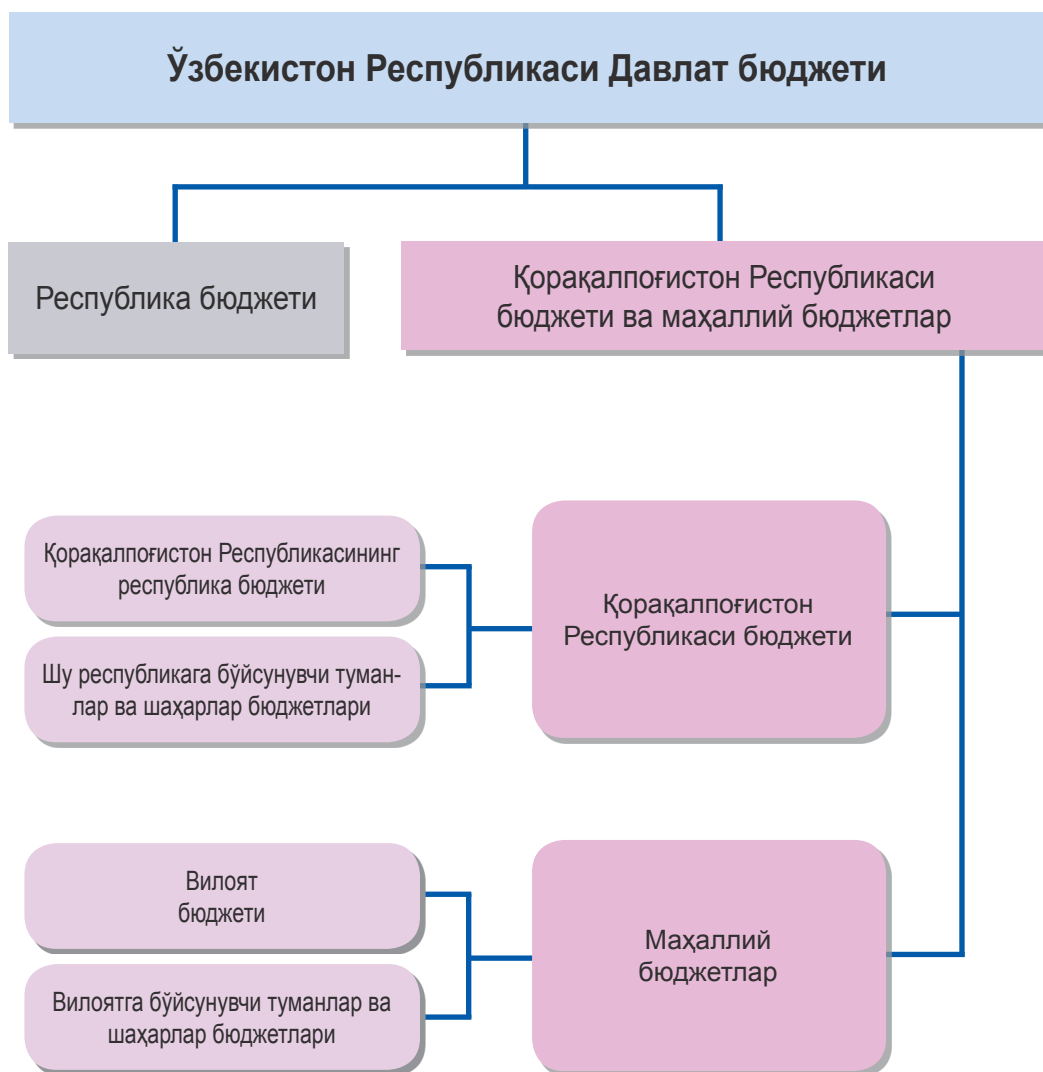 Ўзбекистон Республикаси Давлат бюджети
Республика бюджети
Қорақалпоғистон Республикаси
бюджети ва маҳаллий бюджетлар
Қорақалпоғистон Республикасининг
республика бюджети
Шу республикага бўйсунувчи туман-
лар ва шаҳарлар бюджетлари
Қорақалпоғистон
Республикаси бюджети
Вилоят
бюджети
Вилоятга бўйсунувчи туманлар ва
шаҳарлар бюджетлари
Маҳаллий
бюджетлар